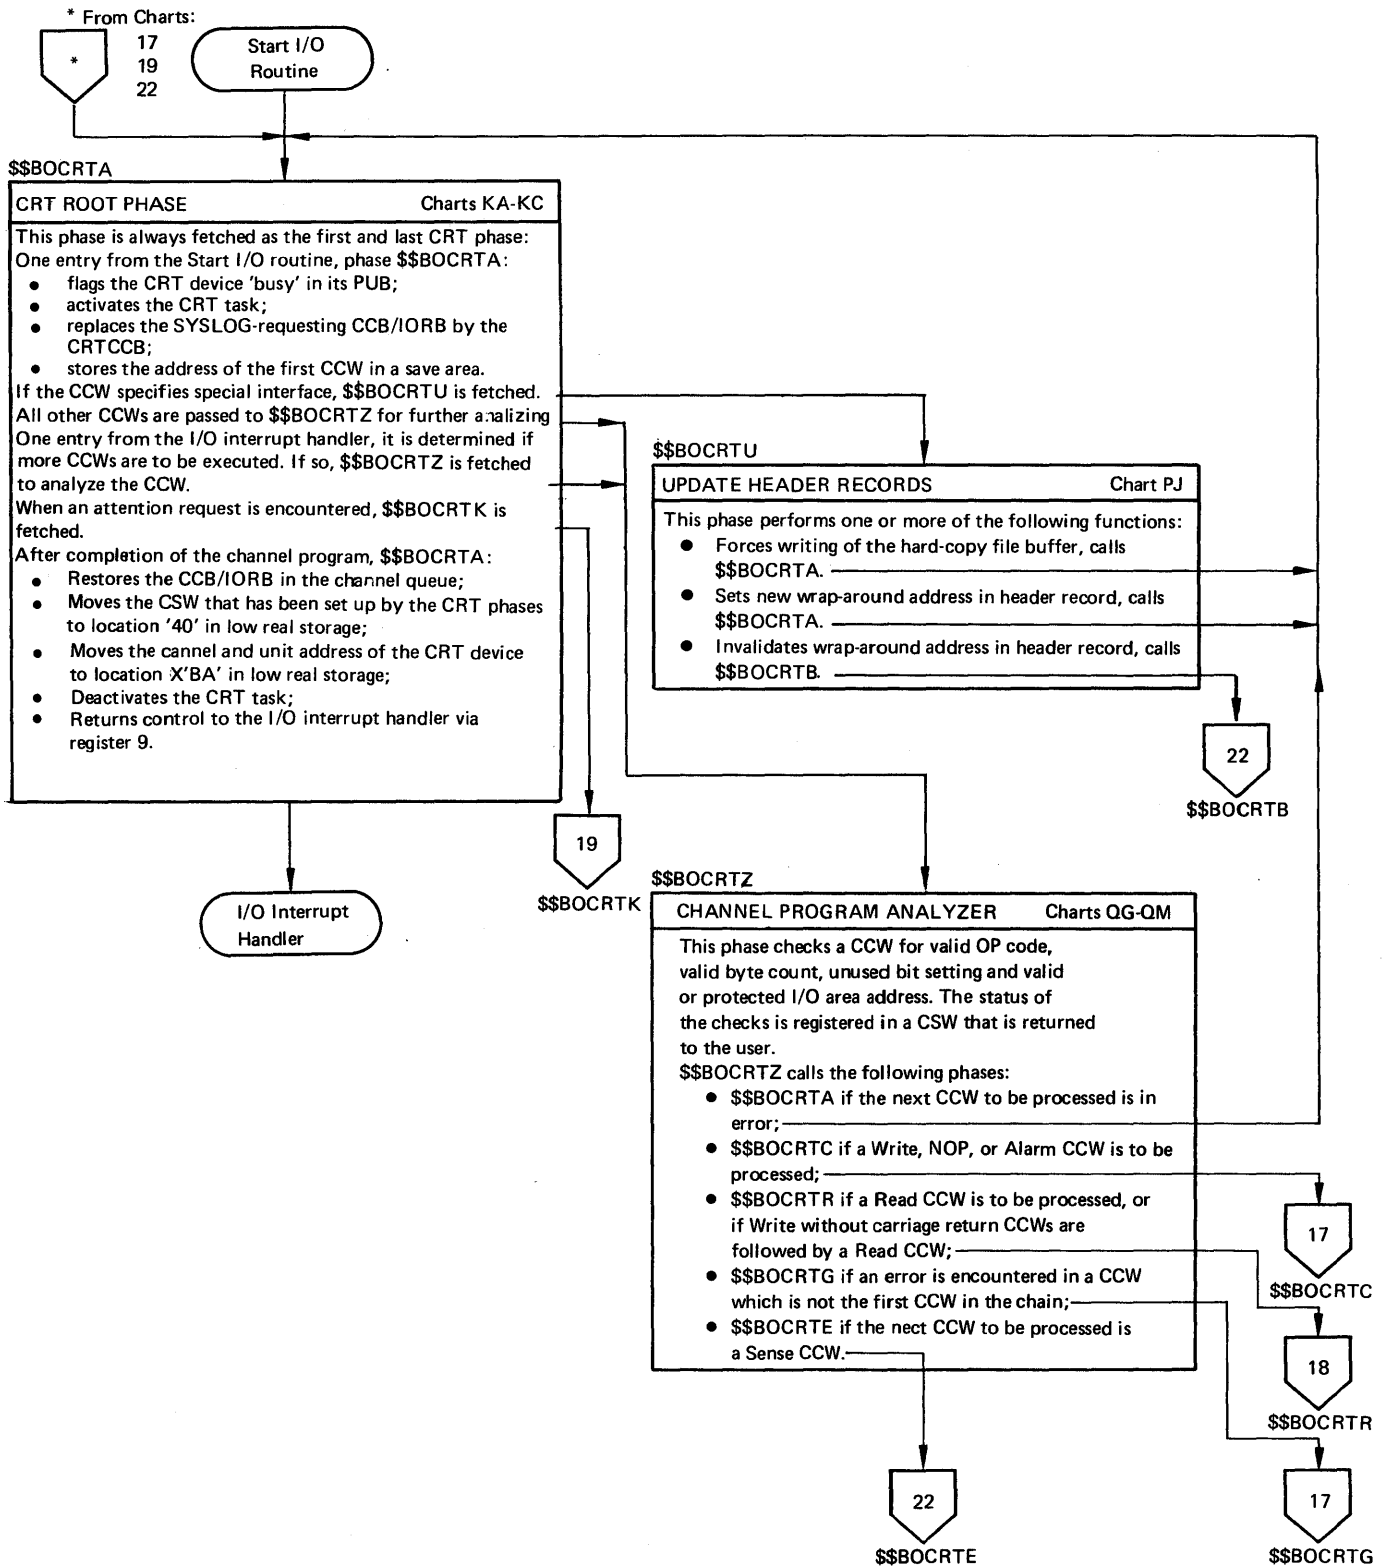 * From Charts:
*
17
19
22
Start I/O
Routine
$$BOCRTA
CRT ROOT PHASE Charts KA-KC
This phase is always fetched as the first and last CRT phase:
One entry from the Start I/O routine, phase $$BOCRTA:
● flags the CRT device 'busy' in its PUB;
● activates the CRT task;
● replaces the SYSLOG-requesting CCB/IORB by the
CRTCCB;
● stores the address of the first CCW in a save area.
If the CCW specifies special interface, $$BOCRTU is fetched.
All other CCWs are passed to $$BOCRTZ for further analizing
One entry from the I/O interrupt handler, it is determined if
more CCWs are to be executed. If so, $$BOCRTZ is fetched
to analyze the CCW.
When an attention request is encountered, $$BOCRTK is
fetched.
After completion of the channel program, $$BOCRTA:
● Restores the CCB/IORB in the channel queue;
● Moves the CSW that has been set up by the CRT phases
to location '40' in low real storage;
● Moves the cannel and unit address of the CRT device
to location X'BA' in low real storage;
● Deactivates the CRT task;
● Returns control to the I/O interrupt handler via
register 9.
I/O Interrupt
Handler
19
$$BOCRTK
$$BOCRTU
UPDATE HEADER RECORDS Chart PJ
This phase performs one or more of the following functions:
● Forces writing of the hard-copy file buffer, calls
$$BOCRTA.
● Sets new wrap-around address in header record, calls
$$BOCRTA.
● Invalidates wrap-around address in header record, calls
$$BOCRTB.
22
$$BOCRTB
$$BOCRTZ
CHANNEL PROGRAM ANALYZER Charts QG-QM
This phase checks a CCW for valid OP code,
valid byte count, unused bit setting and valid
or protected I/O area address. The status of
the checks is registered in a CSW that is returned
to the user.
$$BOCRTZ calls the following phases:
● $$BOCRTA if the next CCW to be processed is in
error;
● $$BOCRTC if a Write, NOP, or Alarm CCW is to be
processed;
● $$BOCRTR if a Read CCW is to be processed, or
if Write without carriage return CCWs are
followed by a Read CCW;
● $$BOCRTG if an error is encountered in a CCW
which is not the first CCW in the chain;
● $$BOCRTE if the nect CCW to be processed is
a Sense CCW.
17
$$BOCRTC
18
$$BOCRTR
22
$$BOCRTE
17
$$BOCRTG